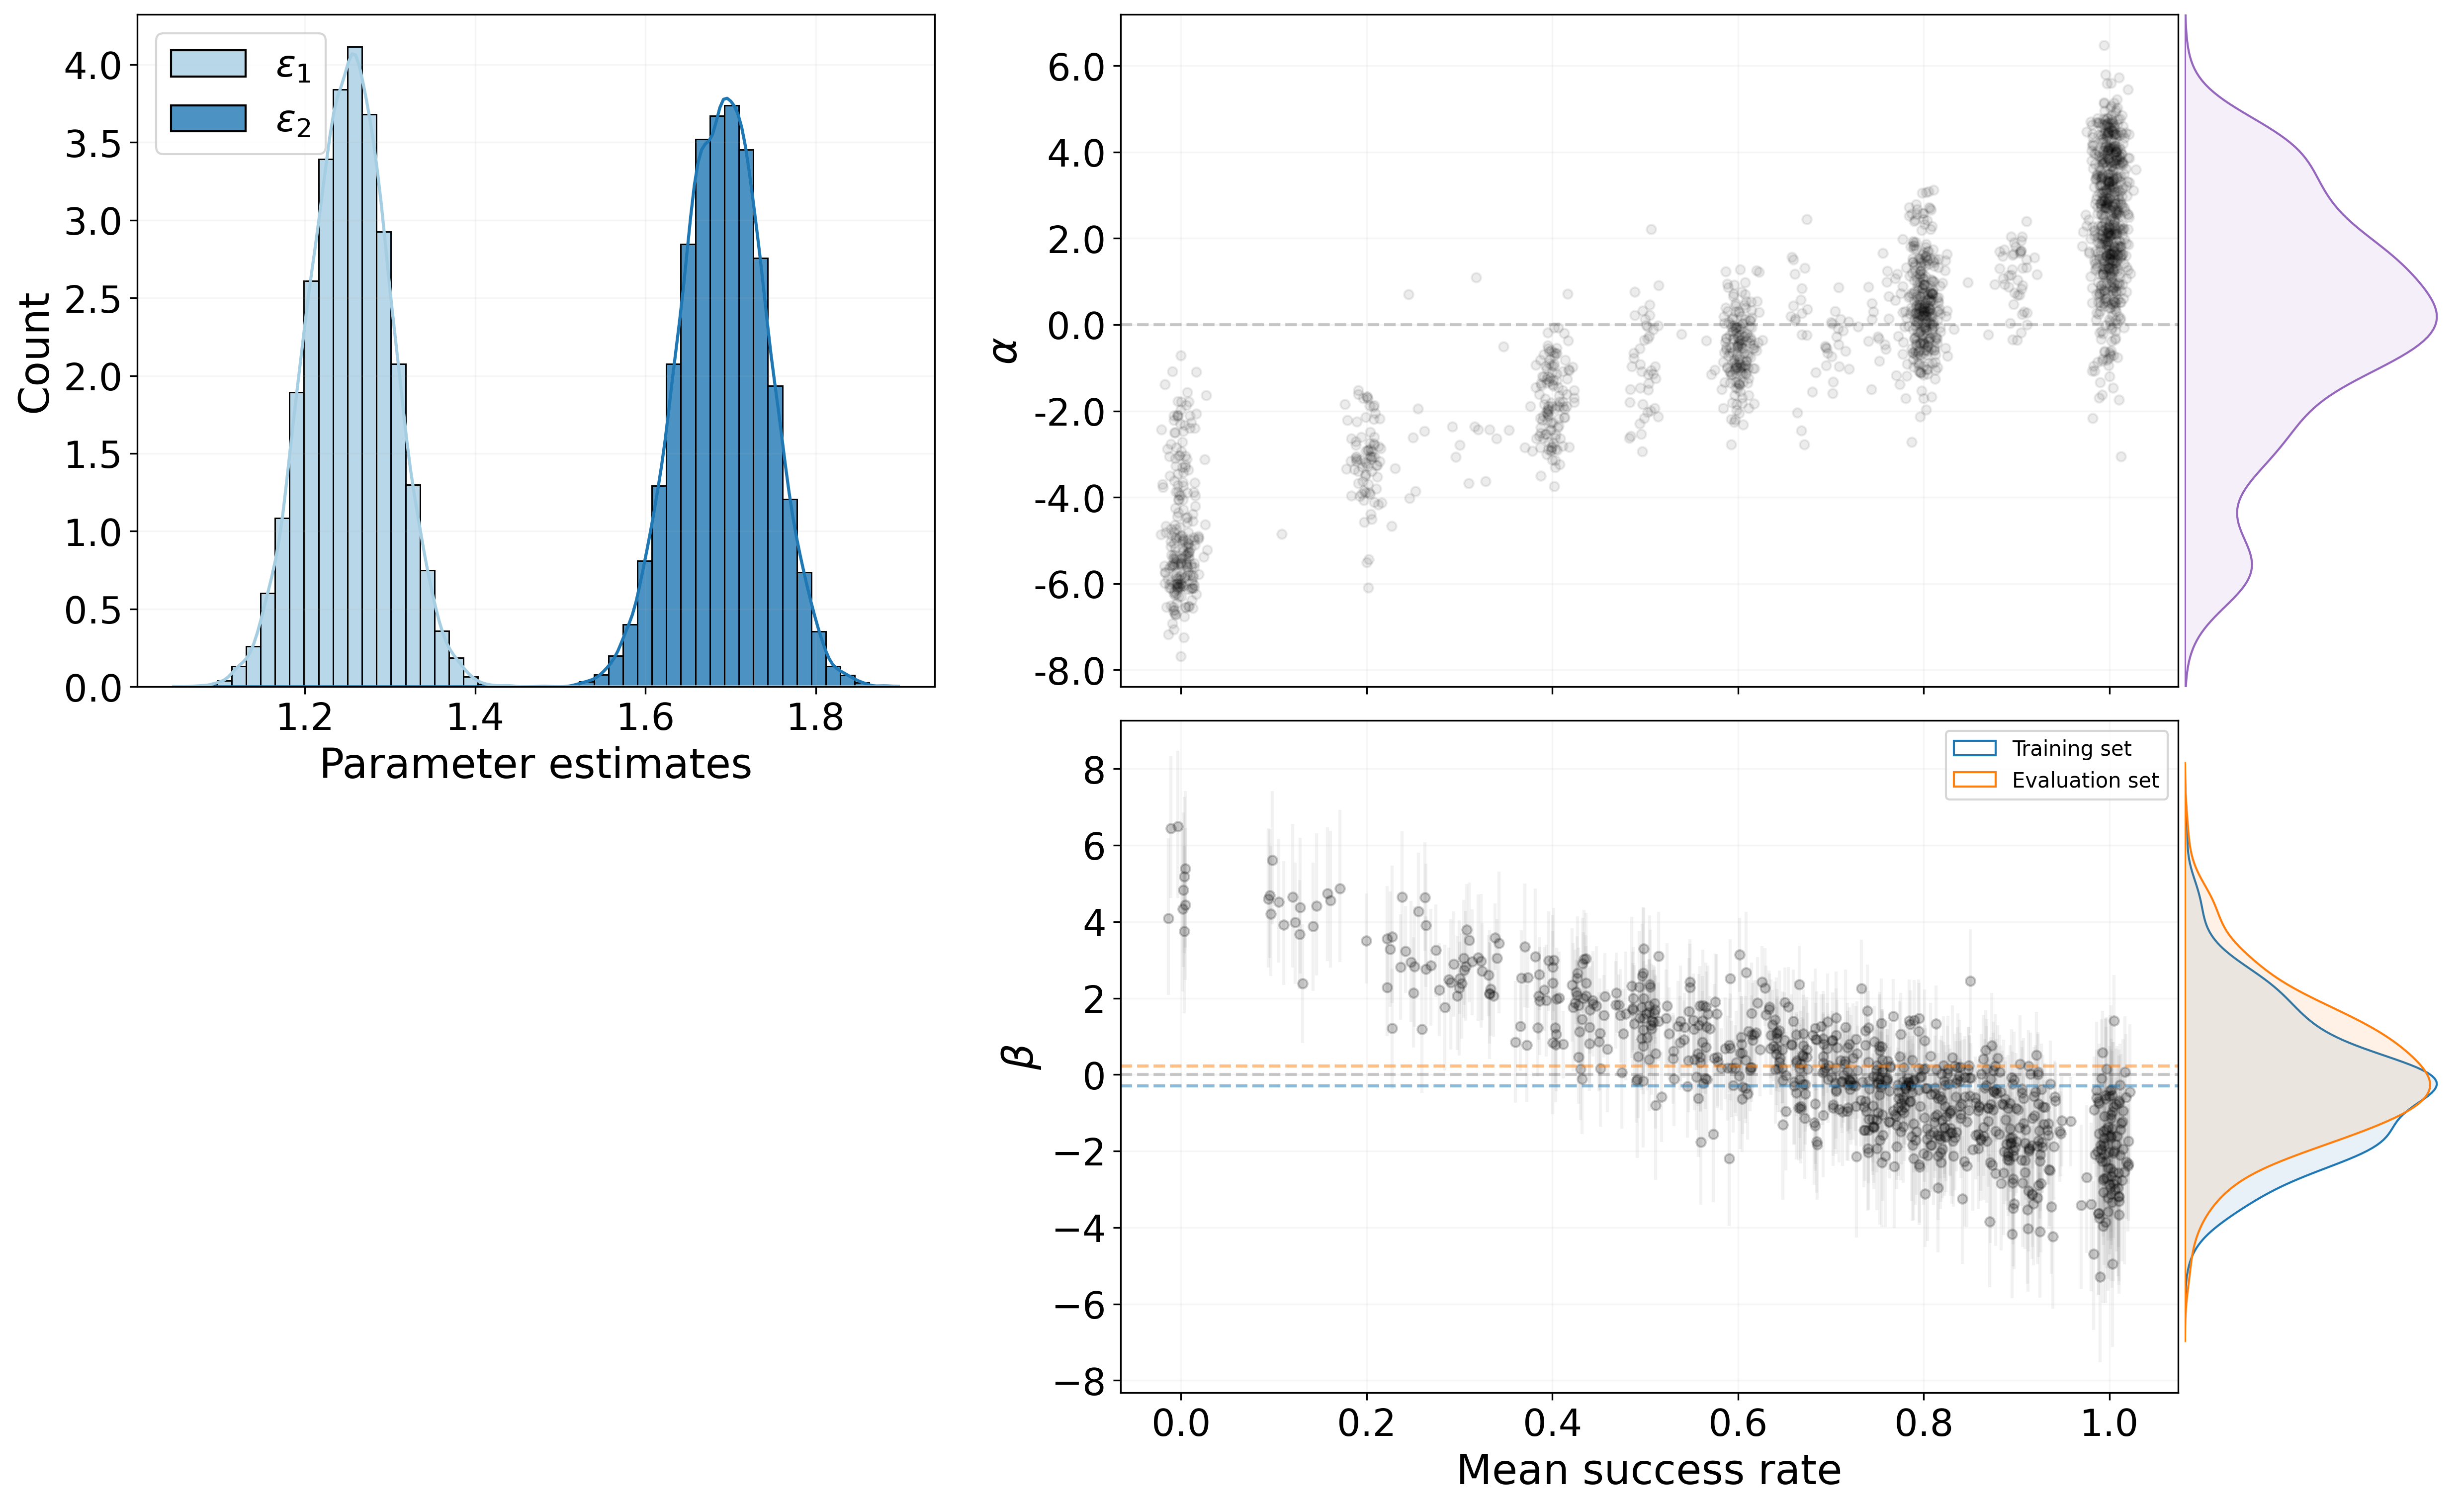 ε1
ε2
4.0
3.5
3.0
2.5
2.0
1.5
1.0
0.5
0.0
Count
1.2 1.4 1.6 1.8
Parameter estimates
6.0
4.0
2.0
0.0
-2.0
-4.0
-6.0
-8.0
α
Training set
Evaluation set
8
6
4
2
0
−2
−4
−6
−8
β
0.0 0.2 0.4 0.6 0.8 1.0
Mean success rate